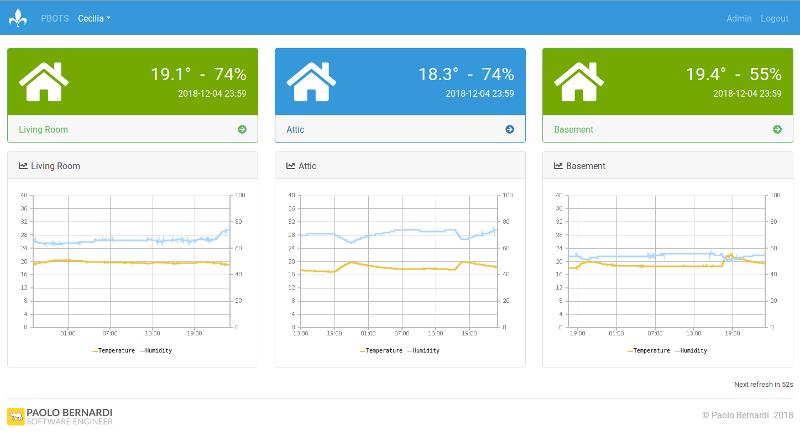 PBOTS Cecilia Admin Logout
19.1° - 74%
2018-12-04 23:59
Living Room
18.3° - 74%
2018-12-04 23:59
Attic
19.4° - 55%
2018-12-04 23:59
Basement
Living Room
40 100
36
32 80
28
24 60
20
16 40
12
8 20
4
0 0
01:00 07:00 13:00 19:00
Temperature Humidity
Attic
40 100
36
32 80
28
24 60
20
16 40
12
8 20
4
0 0
13:00 19:00 01:00 07:00 13:00 19:00
Temperature Humidity
Basement
40 100
36
32 80
28
24 60
20
16 40
12
8 20
4
0 0
19:00 01:00 07:00 13:00 19:00
Temperature Humidity
Next refresh in 52s
PAOLO BERNARDI
SOFTWARE ENGINEER
© Paolo Bernardi 2018